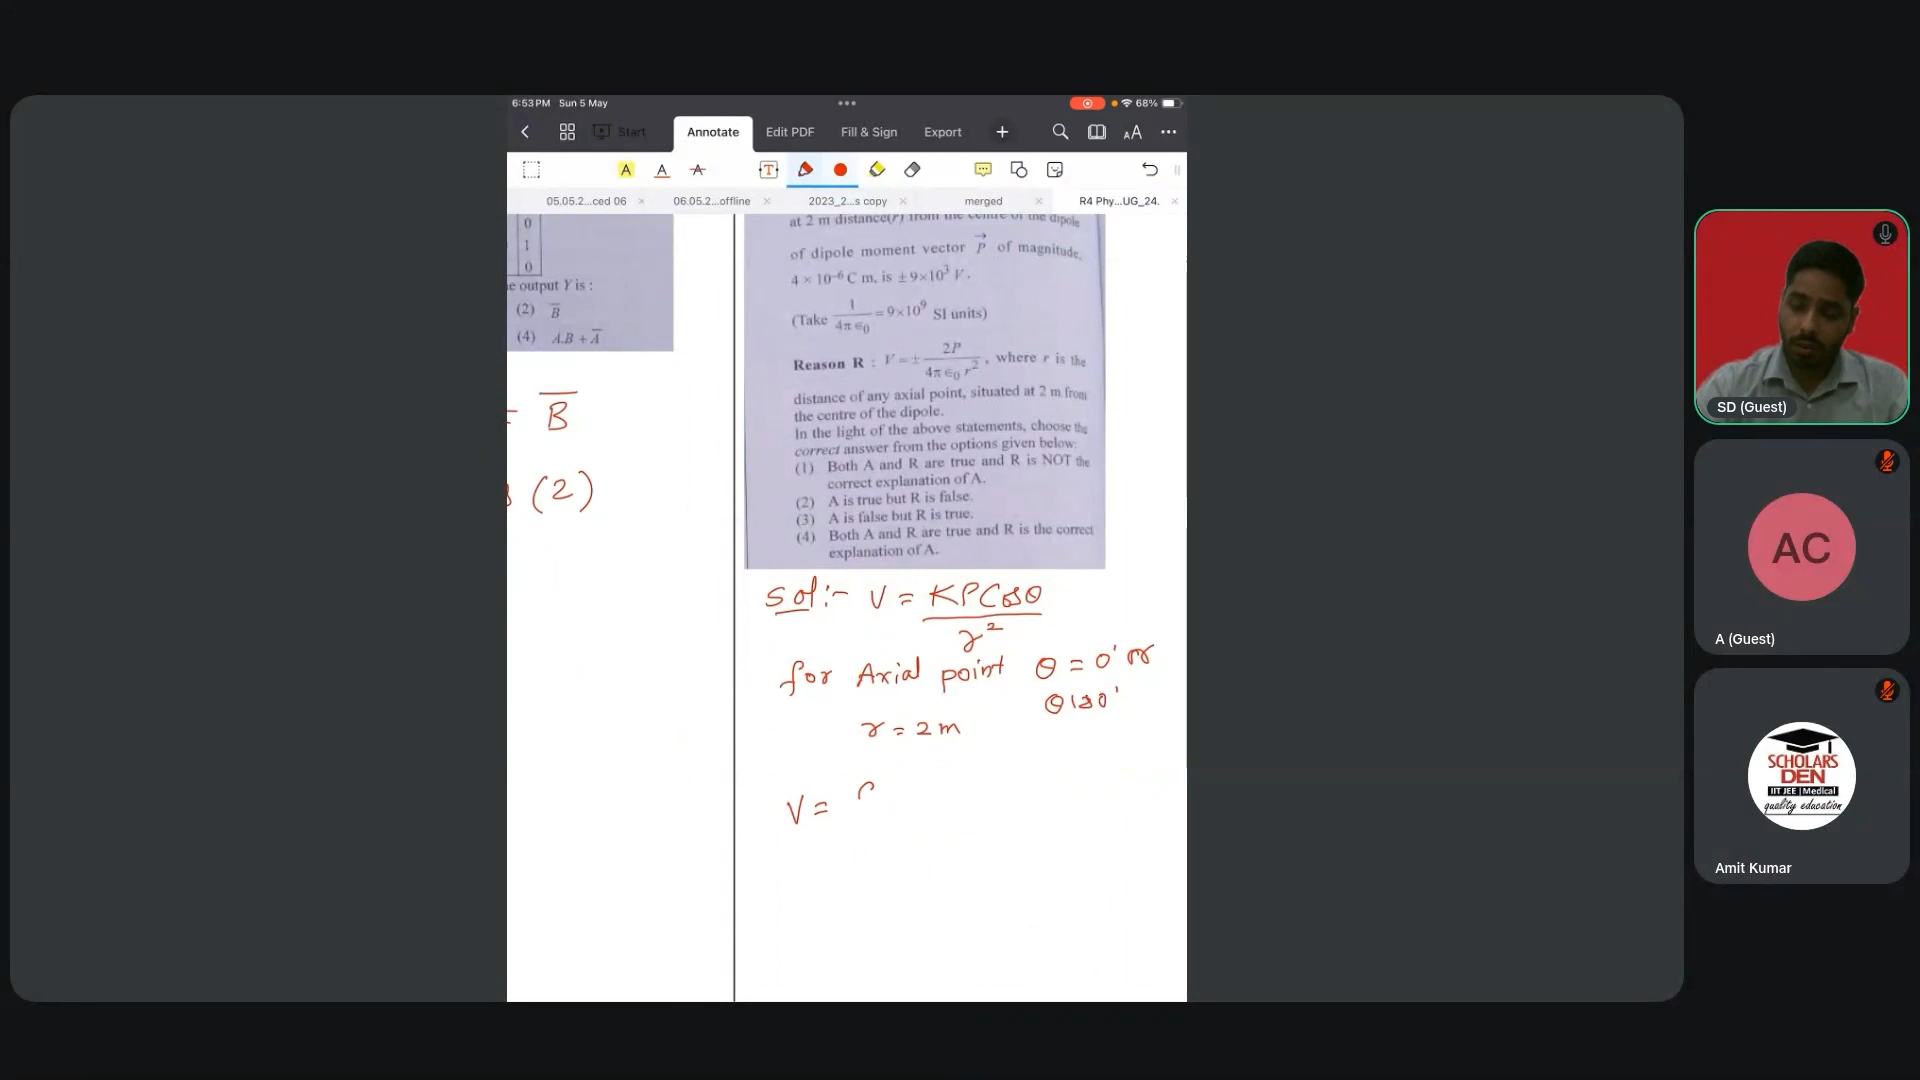 6:53 PM Sun 5 May
68%
Start
Annotate
Edit PDF
Fill & Sign
Export
AA
A A A T
05.05.2...ced 06
06.05.2...offline
2023_2...s copy
merged
R4 Phy...UG_24.
0
1
0
e output Y is :
(2) B̅
(4) A.B + A̅
= B̅
(2)
at 2 m distance(r) from the centre of the dipole
of dipole moment vector P⃗ of magnitude,
4 × 10⁻⁶ C m, is ± 9×10³ V.
(Take 1/4π∈₀ = 9×10⁹ SI units)
Reason R : V = ± 2P/4π∈₀r², where r is the
distance of any axial point, situated at 2 m from
the centre of the dipole.
In the light of the above statements, choose the
correct answer from the options given below:
(1) Both A and R are true and R is NOT the
correct explanation of A.
(2) A is true but R is false.
(3) A is false but R is true.
(4) Both A and R are true and R is the correct
explanation of A.
Sol:- V = KPCosθ/r²
for Axial point θ = 0° or
θ 180°
r = 2 m
V =
SD (Guest)
AC
A (Guest)
SCHOLARS
DEN
IIT JEE | Medical
quality education
Amit Kumar